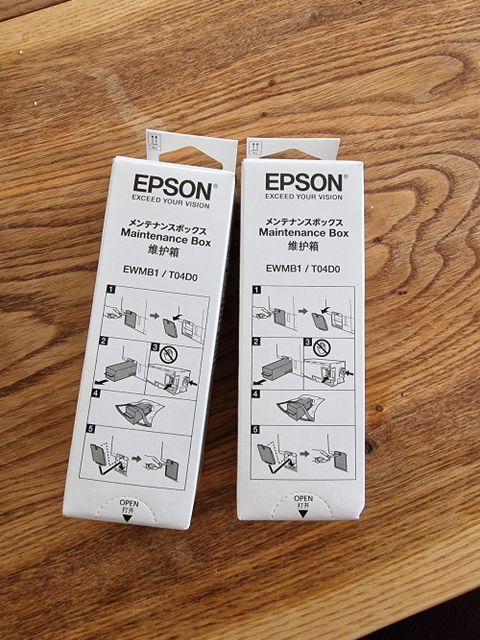 EPSON®
EXCEED YOUR VISION
メンテナンスボックス
Maintenance Box
维护箱
EWMB1 / T04D0
1
2
3
4
5
OPEN
打开
EPSON®
EXCEED YOUR VISION
メンテナンスボックス
Maintenance Box
维护箱
EWMB1 / T04D0
1
2
3
4
5
OPEN
打开